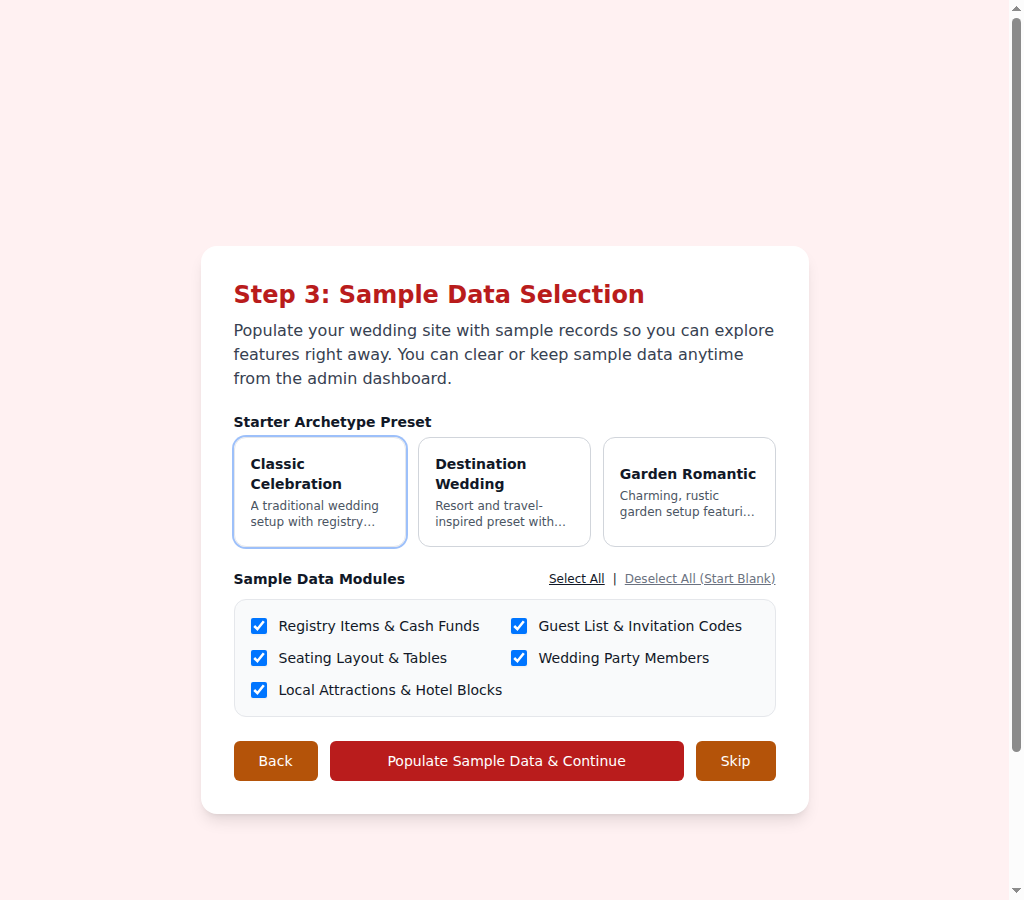 Step 3: Sample Data Selection
Populate your wedding site with sample records so you can explore
features right away. You can clear or keep sample data anytime
from the admin dashboard.
Starter Archetype Preset
Classic
Celebration
A traditional wedding
setup with registry…
Destination
Wedding
Resort and travel-
inspired preset with…
Garden Romantic
Charming, rustic
garden setup featuri…
Sample Data Modules
Select All | Deselect All (Start Blank)
Registry Items & Cash Funds
Guest List & Invitation Codes
Seating Layout & Tables
Wedding Party Members
Local Attractions & Hotel Blocks
Back
Populate Sample Data & Continue
Skip